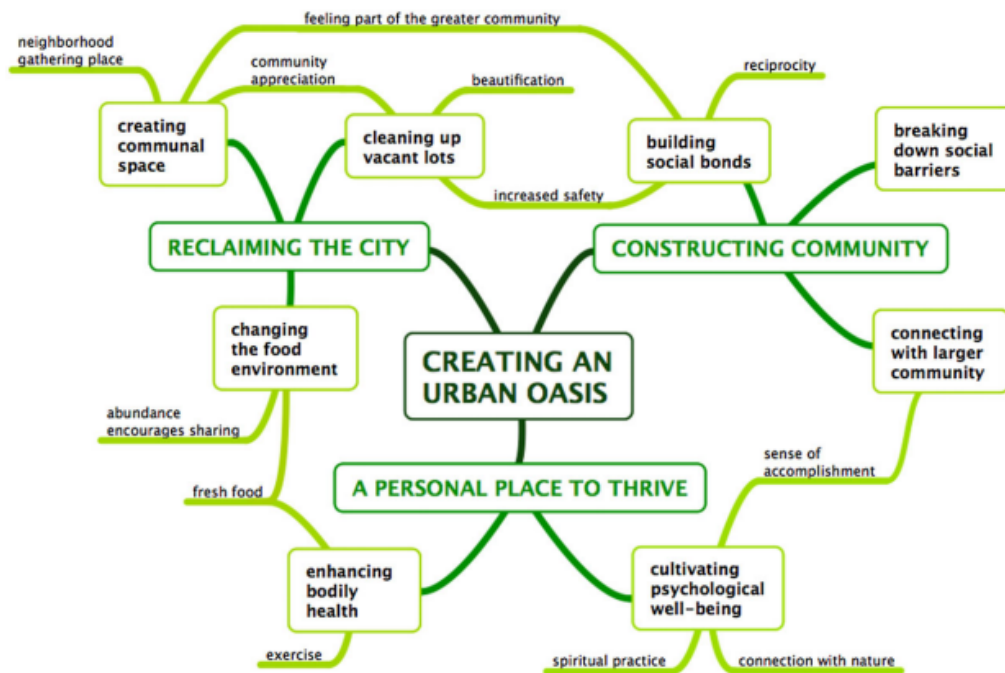 feeling part of the greater community
neighborhood
gathering place
community
appreciation
beautification
reciprocity
creating
communal
space
cleaning up
vacant lots
building
social bonds
breaking
down social
barriers
increased safety
RECLAIMING THE CITY
CONSTRUCTING COMMUNITY
changing
the food
environment
CREATING AN
URBAN OASIS
connecting
with larger
community
abundance
encourages sharing
sense of
accomplishment
fresh food
A PERSONAL PLACE TO THRIVE
enhancing
bodily
health
cultivating
psychological
well-being
exercise
spiritual practice
connection with nature